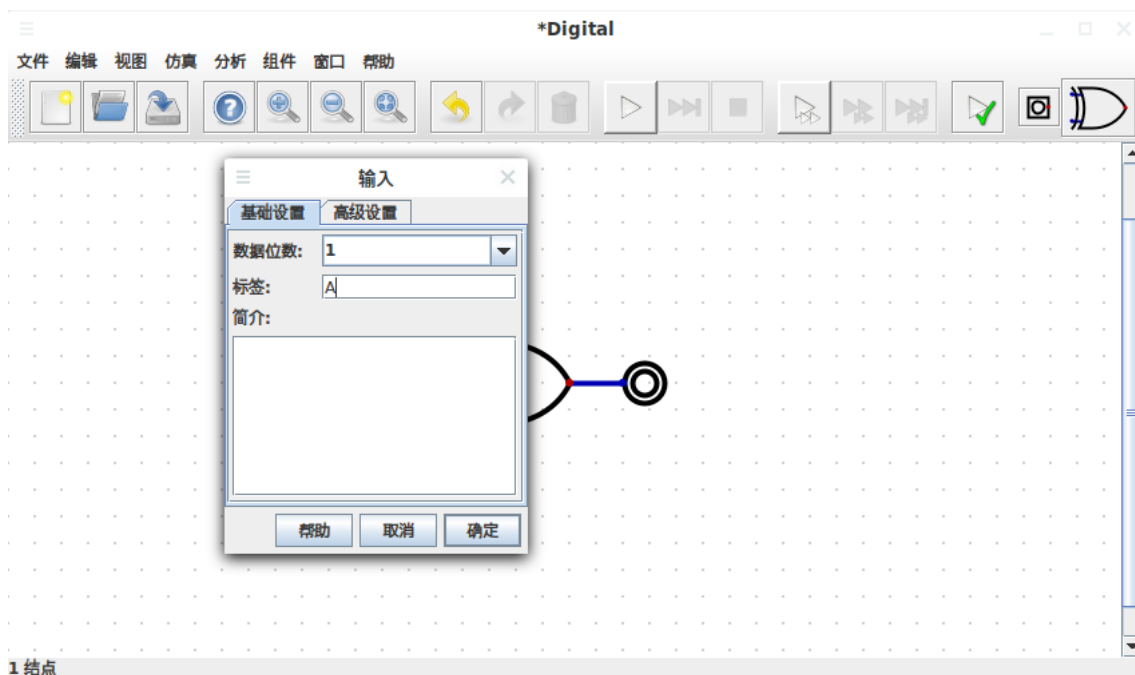 *Digital
文件 编辑 视图 仿真 分析 组件 窗口 帮助
输入
基础设置 高级设置
数据位数: 1
标签: A
简介:
帮助 取消 确定
1 结点